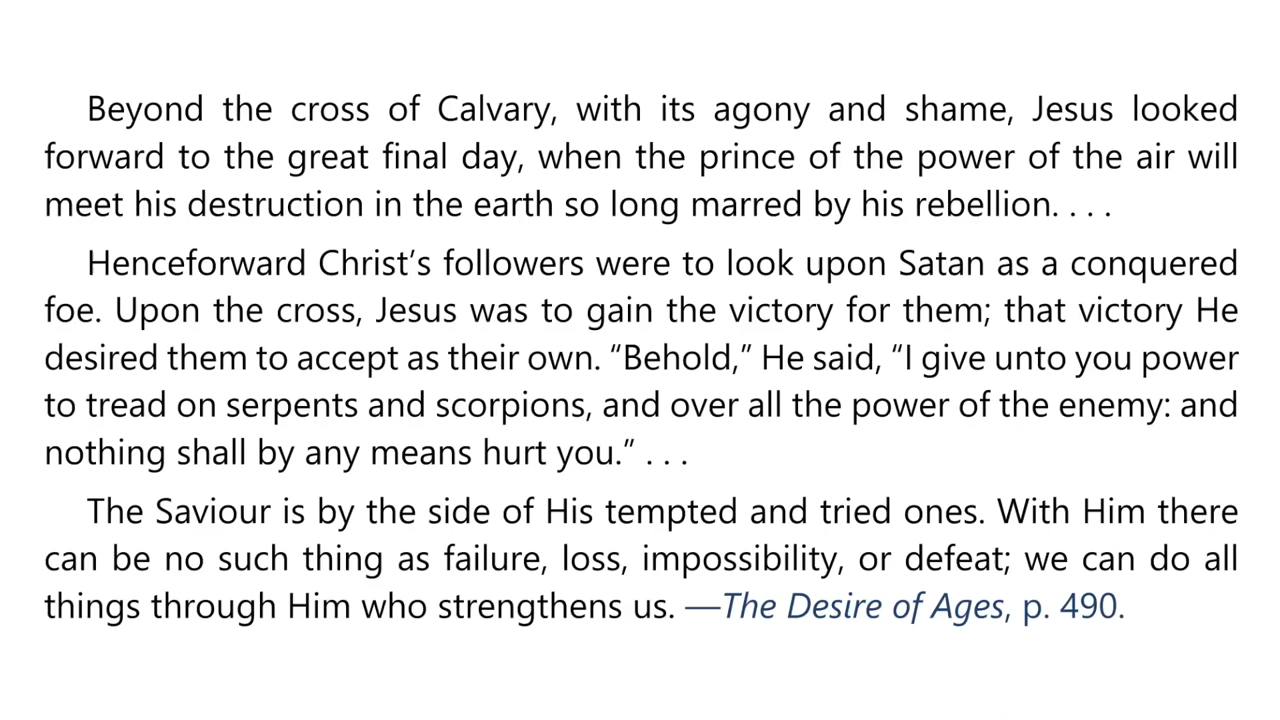 Beyond the cross of Calvary, with its agony and shame, Jesus looked
forward to the great final day, when the prince of the power of the air will
meet his destruction in the earth so long marred by his rebellion. . . .
Henceforward Christ’s followers were to look upon Satan as a conquered
foe. Upon the cross, Jesus was to gain the victory for them; that victory He
desired them to accept as their own. “Behold,” He said, “I give unto you power
to tread on serpents and scorpions, and over all the power of the enemy: and
nothing shall by any means hurt you.” . . .
The Saviour is by the side of His tempted and tried ones. With Him there
can be no such thing as failure, loss, impossibility, or defeat; we can do all
things through Him who strengthens us. —The Desire of Ages, p. 490.